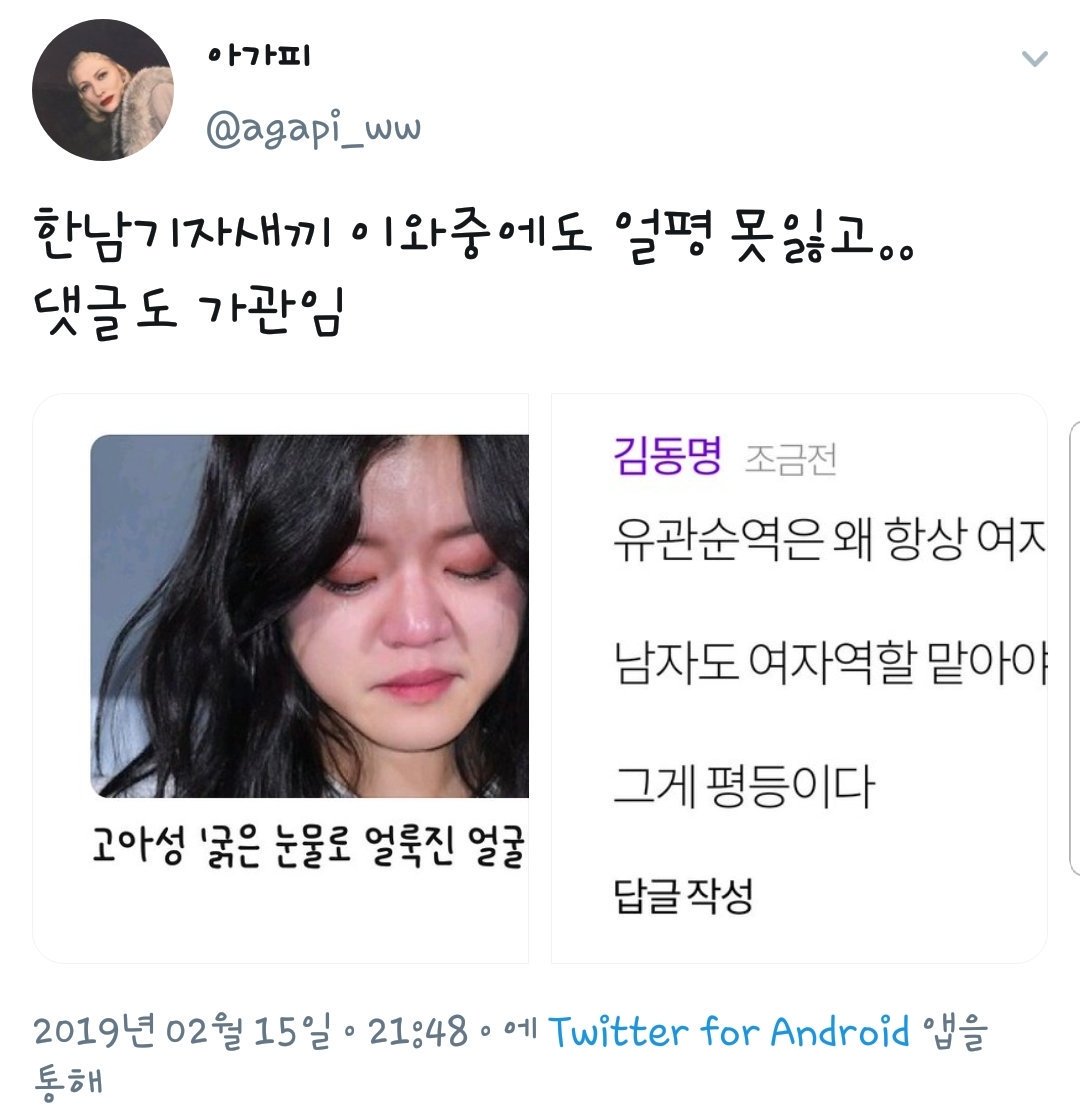 아가피
@agapi_ww
한남기자새끼 이와중에도 얼평 못잃고..
댓글도 가관임
고아성 '굵은 눈물로 얼룩진 얼굴
김동명 조금전
유관순역은 왜 항상 여자
남자도 여자역할 맡아야
그게 평등이다
답글 작성
2019년 02월 15일 • 21:48 • 에 Twitter for Android 앱을
통해